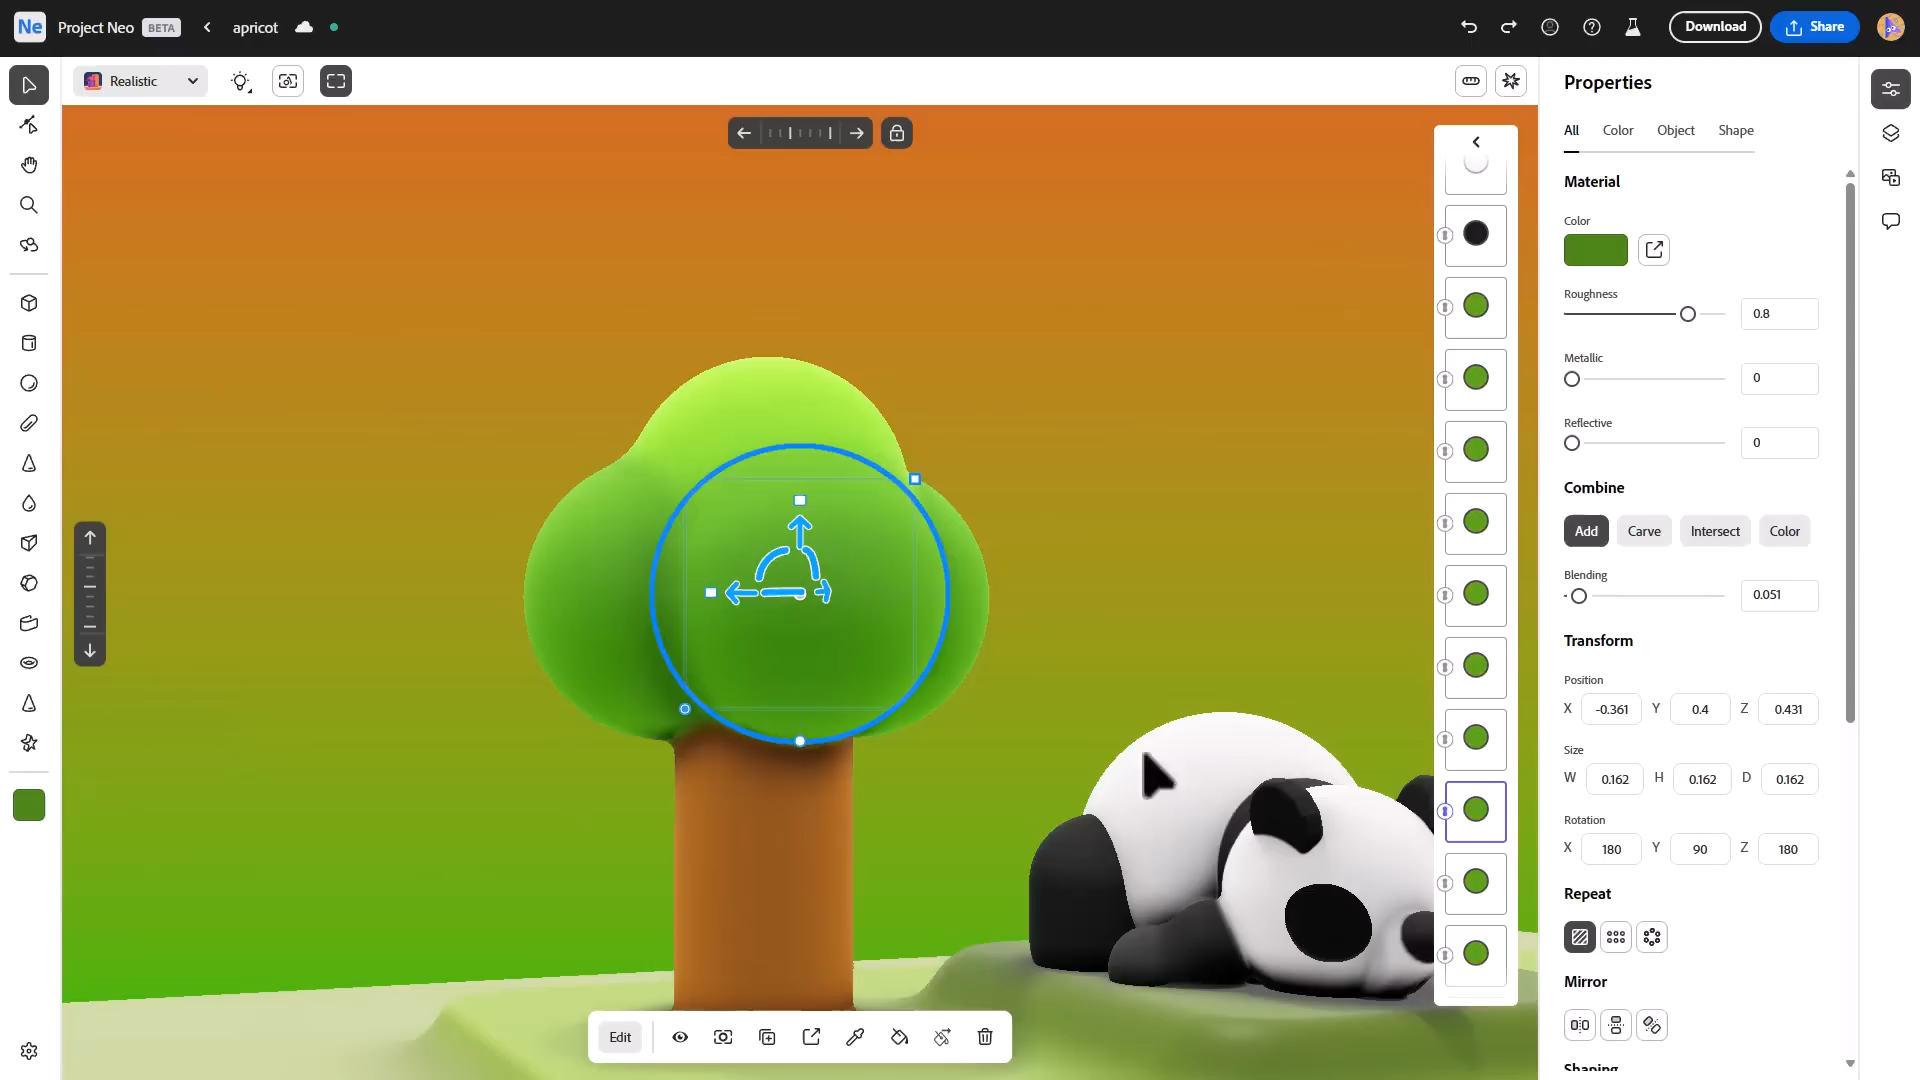 Ne Project Neo BETA apricot Download Share
Realistic
Properties
All Color Object Shape
Material
Color
Roughness
0.8
Metallic
0
Reflective
0
Combine
Add Carve Intersect Color
Blending
0.051
Transform
Position
X -0.361 Y 0.4 Z 0.431
Size
W 0.162 H 0.162 D 0.162
Rotation
X 180 Y 90 Z 180
Repeat
Mirror
Shaping
Edit